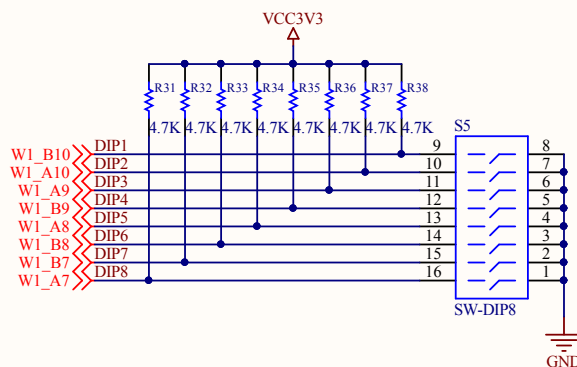 VCC3V3
R31 R32 R33 R34 R35 R36 R37 R38
4.7K 4.7K 4.7K 4.7K 4.7K 4.7K 4.7K 4.7K
S5
W1_B10 DIP1 9 8
W1_A10 DIP2 10 7
W1_A9 DIP3 11 6
W1_B9 DIP4 12 5
W1_A8 DIP5 13 4
W1_B8 DIP6 14 3
W1_B7 DIP7 15 2
W1_A7 DIP8 16 1
SW-DIP8
GND